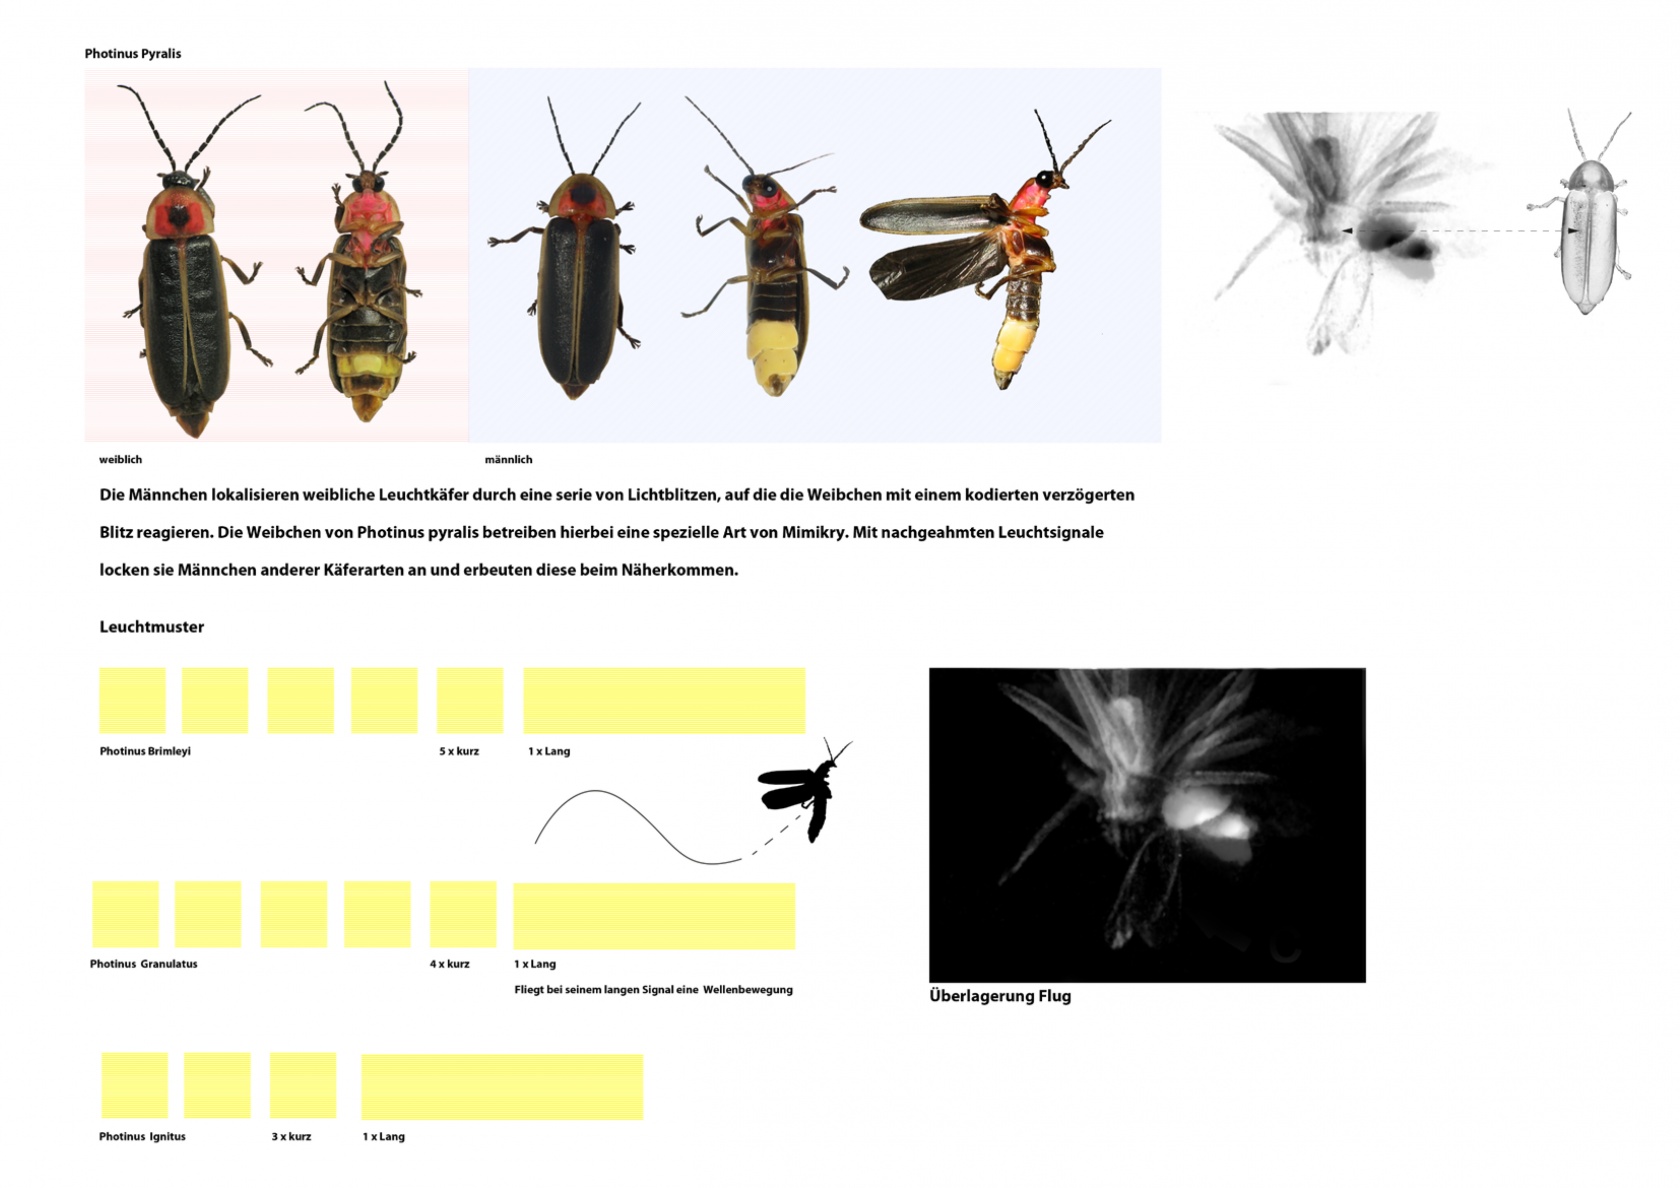 Photinus Pyralis
weiblich
männlich
Die Männchen lokalisieren weibliche Leuchtkäfer durch eine serie von Lichtblitzen, auf die die Weibchen mit einem kodierten verzögerten
Blitz reagieren. Die Weibchen von Photinus pyralis betreiben hierbei eine spezielle Art von Mimikry. Mit nachgeahmten Leuchtsignale
locken sie Männchen anderer Käferarten an und erbeuten diese beim Näherkommen.
Leuchtmuster
Photinus Brimleyi
5 x kurz
1 x Lang
Photinus Granulatus
4 x kurz
1 x Lang
Fliegt bei seinem langen Signal eine Wellenbewegung
Überlagerung Flug
Photinus Ignitus
3 x kurz
1 x Lang